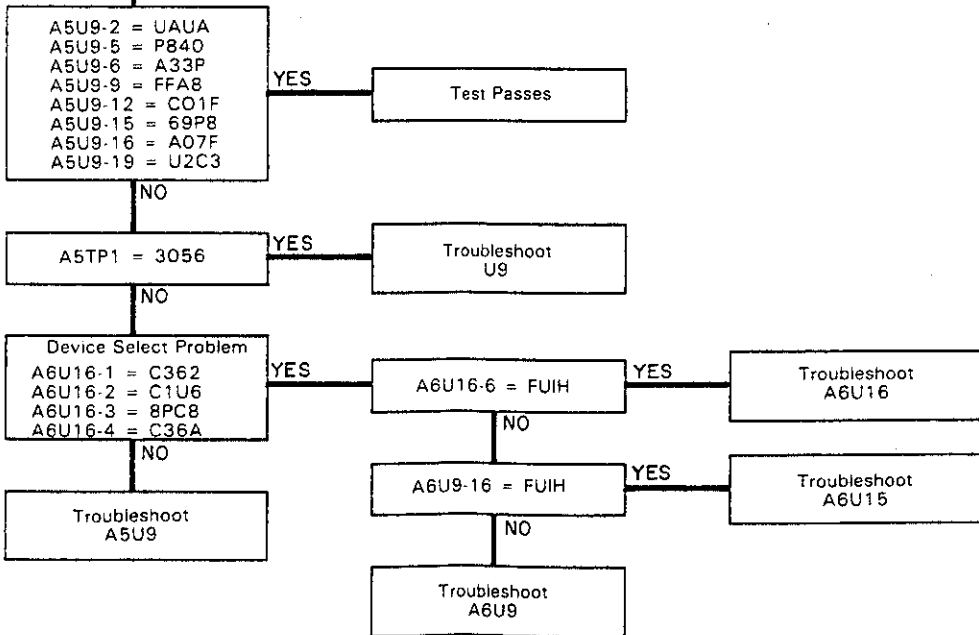 A5U9-2 = UAUA
A5U9-5 = P840
A5U9-6 = A33P
A5U9-9 = FFA8
A5U9-12 = C01F
A5U9-15 = 69P8
A5U9-16 = A07F
A5U9-19 = U2C3
YES
Test Passes
NO
A5TP1 = 3056
YES
Troubleshoot
U9
NO
Device Select Problem
A6U16-1 = C362
A6U16-2 = C1U6
A6U16-3 = 8PC8
A6U16-4 = C36A
YES
A6U16-6 = FUIH
YES
Troubleshoot
A6U16
NO
NO
A6U9-16 = FUIH
YES
Troubleshoot
A6U15
Troubleshoot
A5U9
NO
Troubleshoot
A6U9